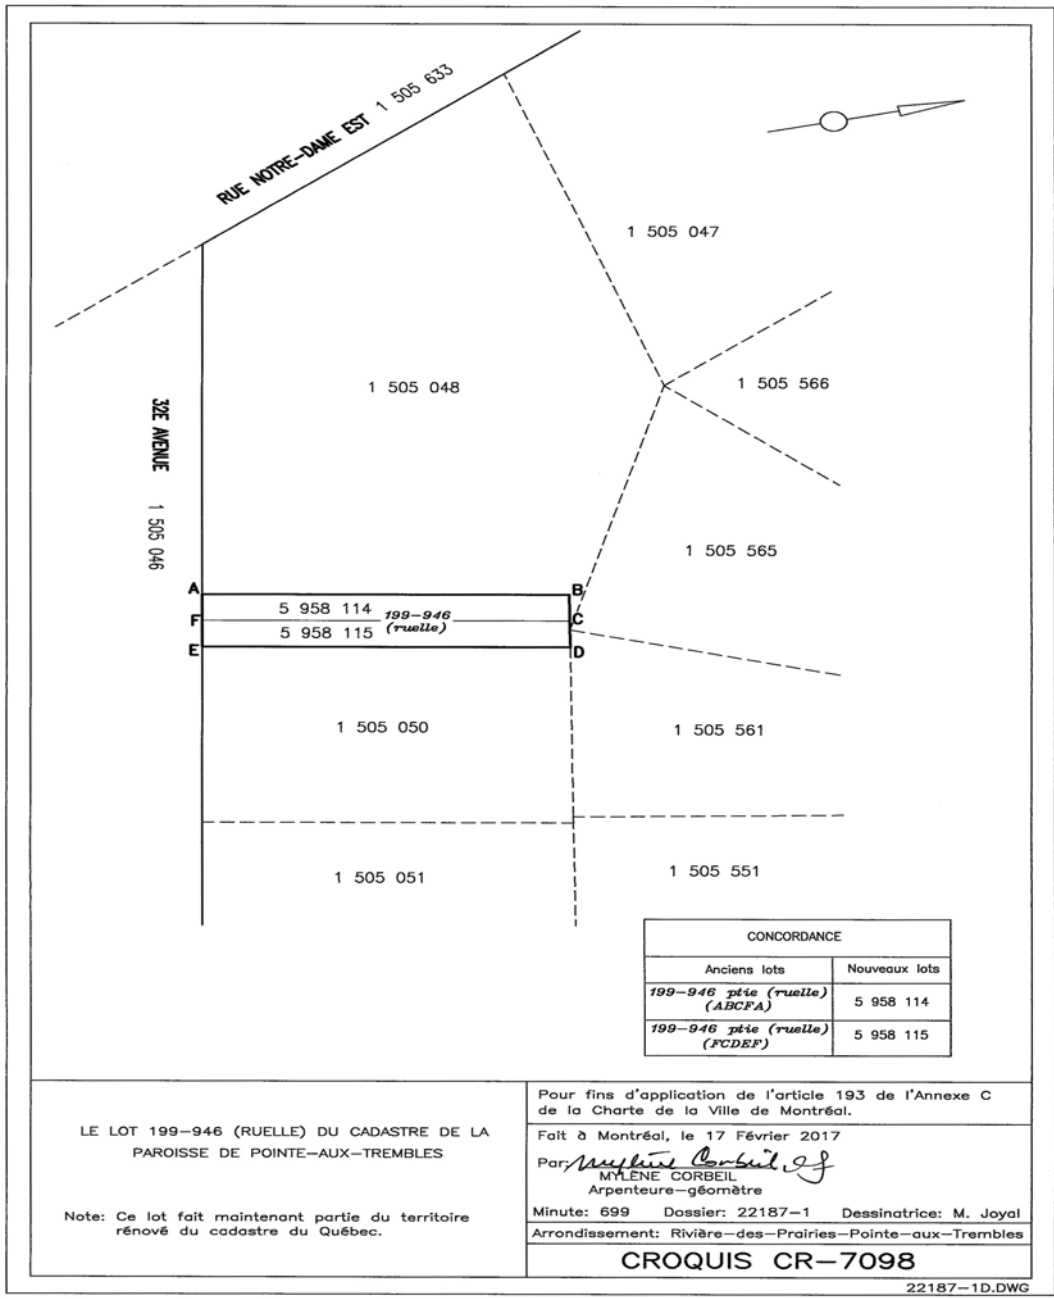 RUE NOTRE-DAME EST 1 505 633
1 505 047
1 505 048
1 505 566
32E AVENUE 1 505 046
1 505 565
A
B
5 958 114
F
199-946
C
5 958 115
(ruelle)
E
D
1 505 050
1 505 561
1 505 051
1 505 551
CONCORDANCE
Anciens lots
Nouveaux lots
199-946 ptie (ruelle)
(ABCFA)
5 958 114
199-946 ptie (ruelle)
(FCDEF)
5 958 115
LE LOT 199-946 (RUELLE) DU CADASTRE DE LA
PAROISSE DE POINTE-AUX-TREMBLES
Note: Ce lot fait maintenant partie du territoire
rénové du cadastre du Québec.
Pour fins d'application de l'article 193 de l'Annexe C
de la Charte de la Ville de Montréal.
Fait à Montréal, le 17 Février 2017
Par: Mylène Corbeil
MYLÈNE CORBEIL
Arpenteure-géomètre
Minute: 699 Dossier: 22187-1 Dessinatrice: M. Joyal
Arrondissement: Rivière-des-Prairies-Pointe-aux-Trembles
CROQUIS CR-7098
22187-1D.DWG